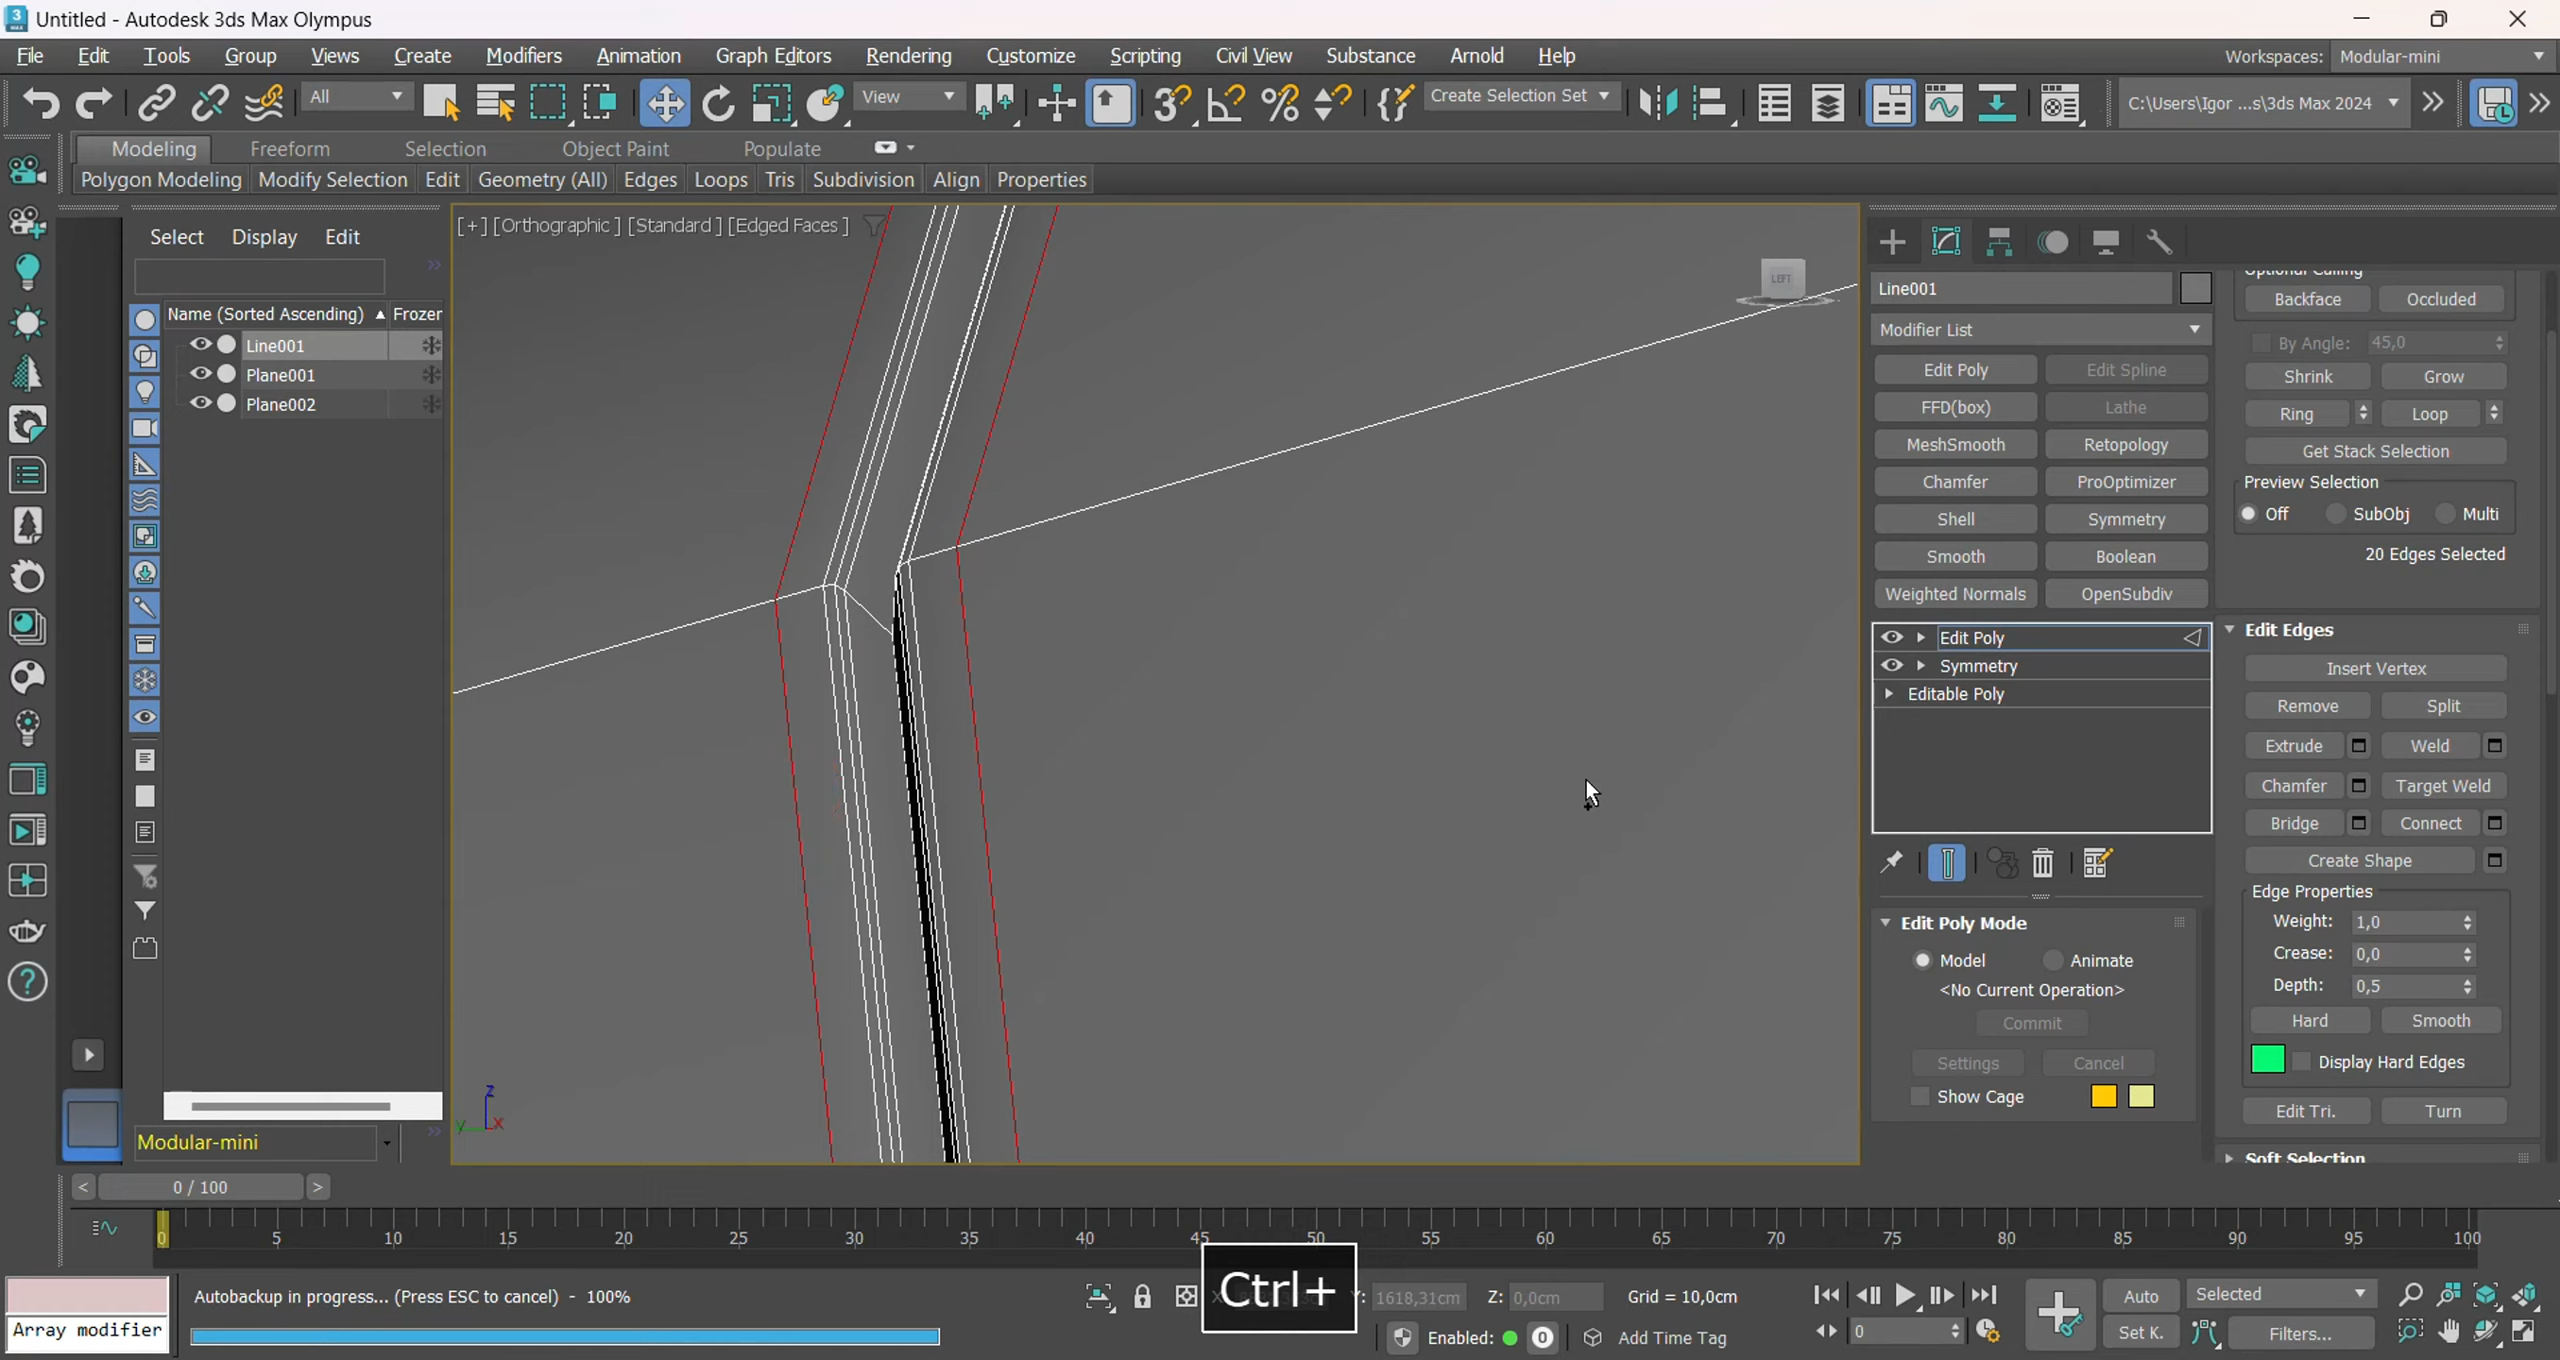 Untitled - Autodesk 3ds Max Olympus
File Edit Tools Group Views Create Modifiers Animation Graph Editors Rendering Customize Scripting Civil View Substance Arnold Help Workspaces: Modular-mini
All View Create Selection Set C:\Users\Igor ...s\3ds Max 2024
Modeling Freeform Selection Object Paint Populate
Polygon Modeling Modify Selection Edit Geometry (All) Edges Loops Tris Subdivision Align Properties
Select Display Edit
Name (Sorted Ascending) Frozen
Line001
Plane001
Plane002
Modular-mini
[+] [Orthographic ] [Standard ] [Edged Faces ]
LEFT
z
y x
Line001
Modifier List
Edit Poly Edit Spline
FFD(box) Lathe
MeshSmooth Retopology
Chamfer ProOptimizer
Shell Symmetry
Smooth Boolean
Weighted Normals OpenSubdiv
Edit Poly
Symmetry
Editable Poly
Edit Poly Mode
Model Animate
<No Current Operation>
Commit
Settings Cancel
Show Cage
Optional Culling
Backface Occluded
By Angle: 45,0
Shrink Grow
Ring Loop
Get Stack Selection
Preview Selection
Off SubObj Multi
20 Edges Selected
Edit Edges
Insert Vertex
Remove Split
Extrude Weld
Chamfer Target Weld
Bridge Connect
Create Shape
Edge Properties
Weight: 1,0
Crease: 0,0
Depth: 0,5
Hard Smooth
Display Hard Edges
Edit Tri. Turn
Soft Selection
< 0 / 100 >
0 5 10 15 20 25 30 35 40 45 50 55 60 65 70 75 80 85 90 95 100
Ctrl+
Array modifier
Autobackup in progress... (Press ESC to cancel) - 100%
Y: 1618,31cm Z: 0,0cm Grid = 10,0cm
Enabled: 0 Add Time Tag
0
Auto Selected
Set K. Filters...